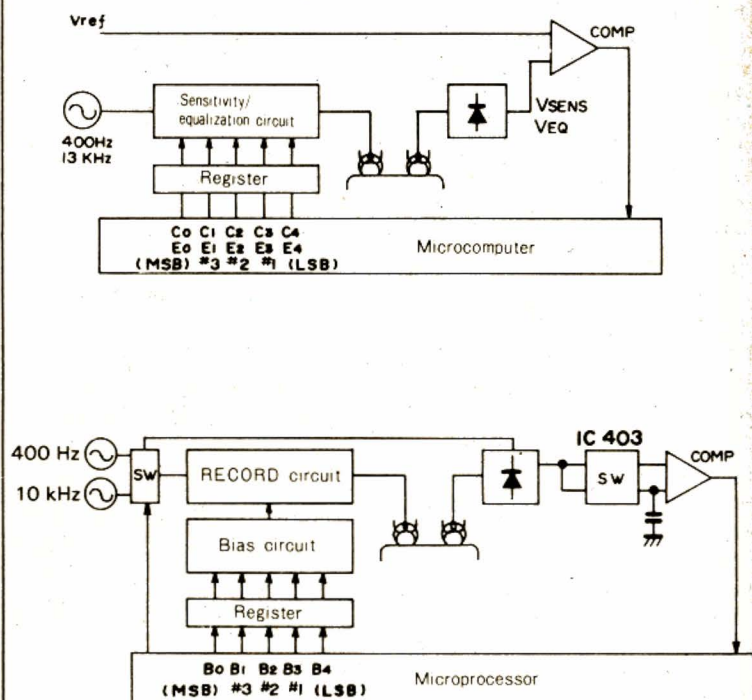 Vref
COMP
Sensitivity/
equalization circuit
VSENS
VEQ
400Hz
13 KHz
Register
C0 C1 C2 C3 C4
E0 E1 E2 E3 E4
(MSB) #3 #2 #1 (LSB)
Microcomputer
400 Hz
SW
RECORD circuit
IC 403
SW
COMP
10 kHz
Bias circuit
Register
B0 B1 B2 B3 B4
(MSB) #3 #2 #1 (LSB)
Microprocessor